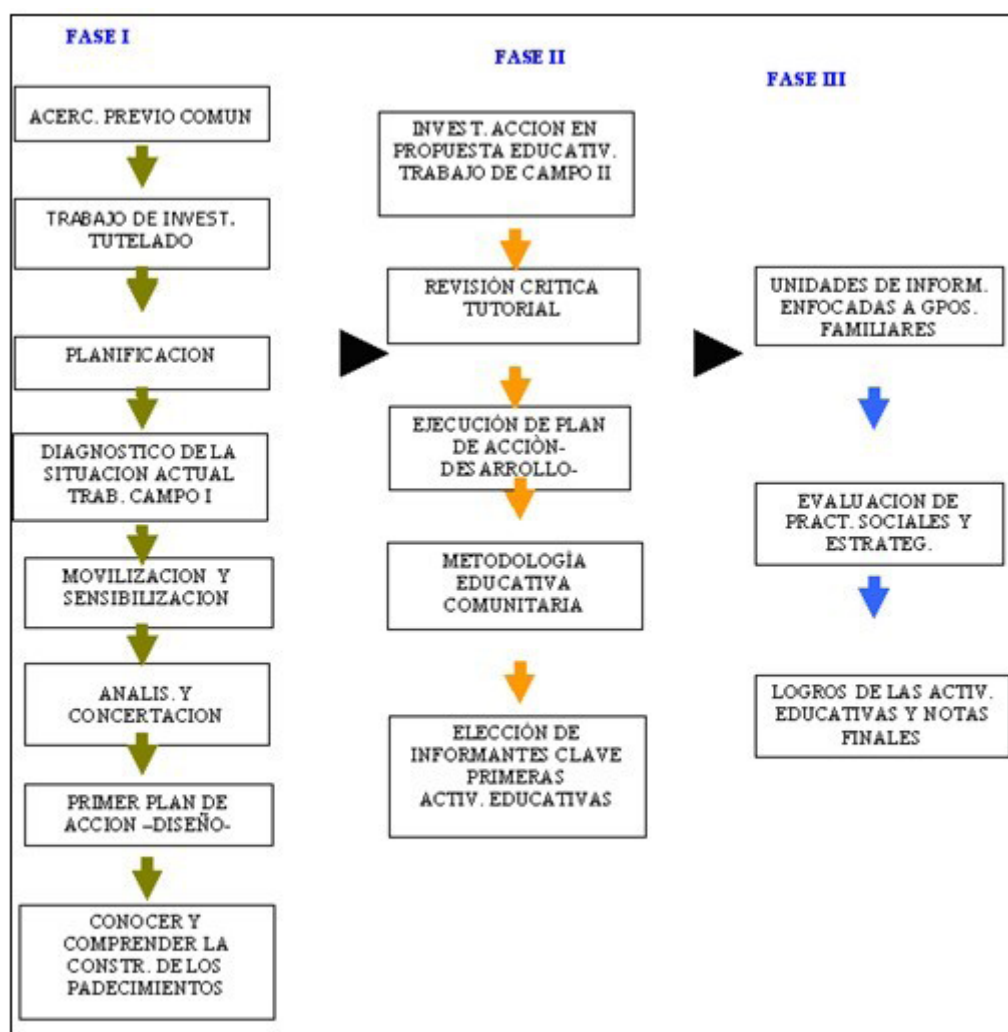 FASE I
ACERC. PREVIO COMUN
TRABAJO DE INVEST.
TUTELADO
PLANIFICACION
DIAGNOSTICO DE LA
SITUACION ACTUAL
TRAB. CAMPO I
MOVILIZACION Y
SENSIBILIZACION
ANALIS. Y
CONCERTACION
PRIMER PLAN DE
ACCION –DISEÑO-
CONOCER Y
COMPRENDER LA
CONSTR. DE LOS
PADECIMIENTOS
FASE II
INVEST. ACCION EN
PROPUESTA EDUCATIV.
TRABAJO DE CAMPO II
REVISIÓN CRITICA
TUTORIAL
EJECUCIÓN DE PLAN
DE ACCIÒN-
DESARROLLO-
METODOLOGÍA
EDUCATIVA
COMUNITARIA
ELECCIÓN DE
INFORMANTES CLAVE
PRIMERAS
ACTIV. EDUCATIVAS
FASE III
UNIDADES DE INFORM.
ENFOCADAS A GPOS.
FAMILIARES
EVALUACION DE
PRACT. SOCIALES Y
ESTRATEG.
LOGROS DE LAS ACTIV.
EDUCATIVAS Y NOTAS
FINALES